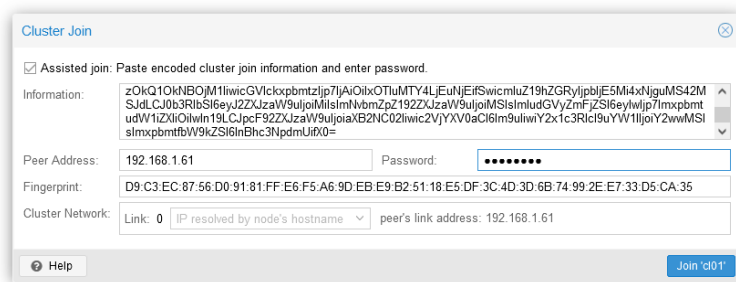 Cluster Join
Assisted join: Paste encoded cluster join information and enter password.
Information:
zOkQ1OkNBOjM1IiwicGVlckxpbmtzIjp7IjAiOiIxOTIuMTY4LjEuNjEifSwicmluZ19hZGRyIjpbIjE5Mi4xNjguMS42M
SJdLCJ0b3RlbSI6eyJ2ZXJzaW9uIjoiMiIsImNvbmZpZ192ZXJzaW9uIjoiMSIsImludGVyZmFjZSI6eyIwIjp7Imxpbmt
udW1iZXIiOiIwIn19LCJpcF92ZXJzaW9uIjoiaXB2NC02Iiwic2VjYXV0aCI6Im9uIiwiY2x1c3Rlcl9uYW1lIjoiY2wwMSI
sImxpbmtfbW9kZSI6InBhc3NpdmUifX0=
Peer Address: 192.168.1.61 Password:
Fingerprint: D9:C3:EC:87:56:D0:91:81:FF:E6:F5:A6:9D:EB:E9:B2:51:18:E5:DF:3C:4D:3D:6B:74:99:2E:E7:33:D5:CA:35
Cluster Network: Link: 0 IP resolved by node's hostname peer's link address: 192.168.1.61
Help Join 'cl01'